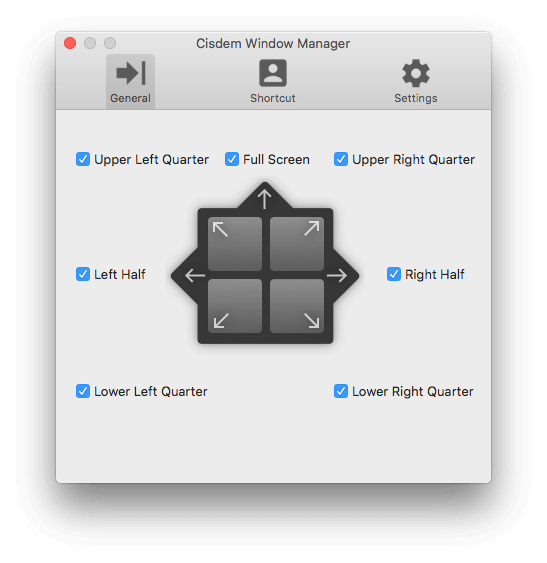 Cisdem Window Manager
General Shortcut Settings
Upper Left Quarter Full Screen Upper Right Quarter
Left Half Right Half
Lower Left Quarter Lower Right Quarter